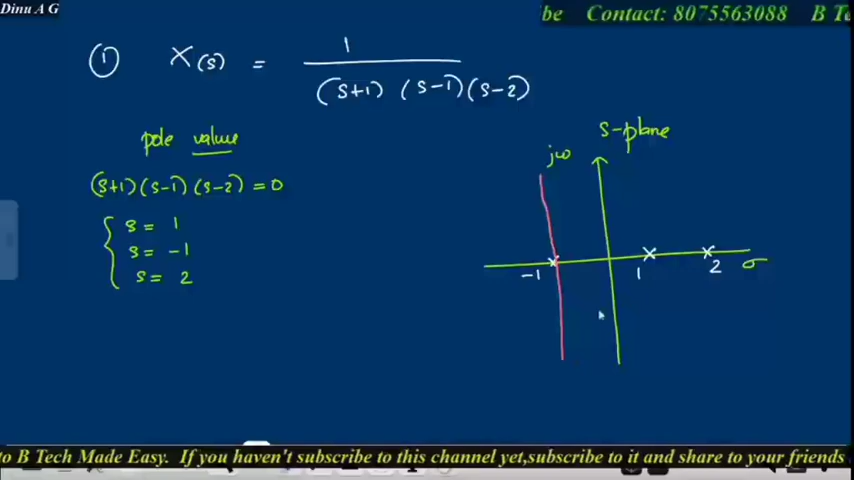 Dinu A G
be Contact: 8075563088 B Te
① X(s) = 1 / (s+1) (s-1)(s-2)
pole value
(s+1)(s-1)(s-2) = 0
s = 1
s = -1
s = 2
s-plane
jω
-1 1 2 σ
to B Tech Made Easy. If you haven't subscribe to this channel yet,subscribe to it and share to your friends